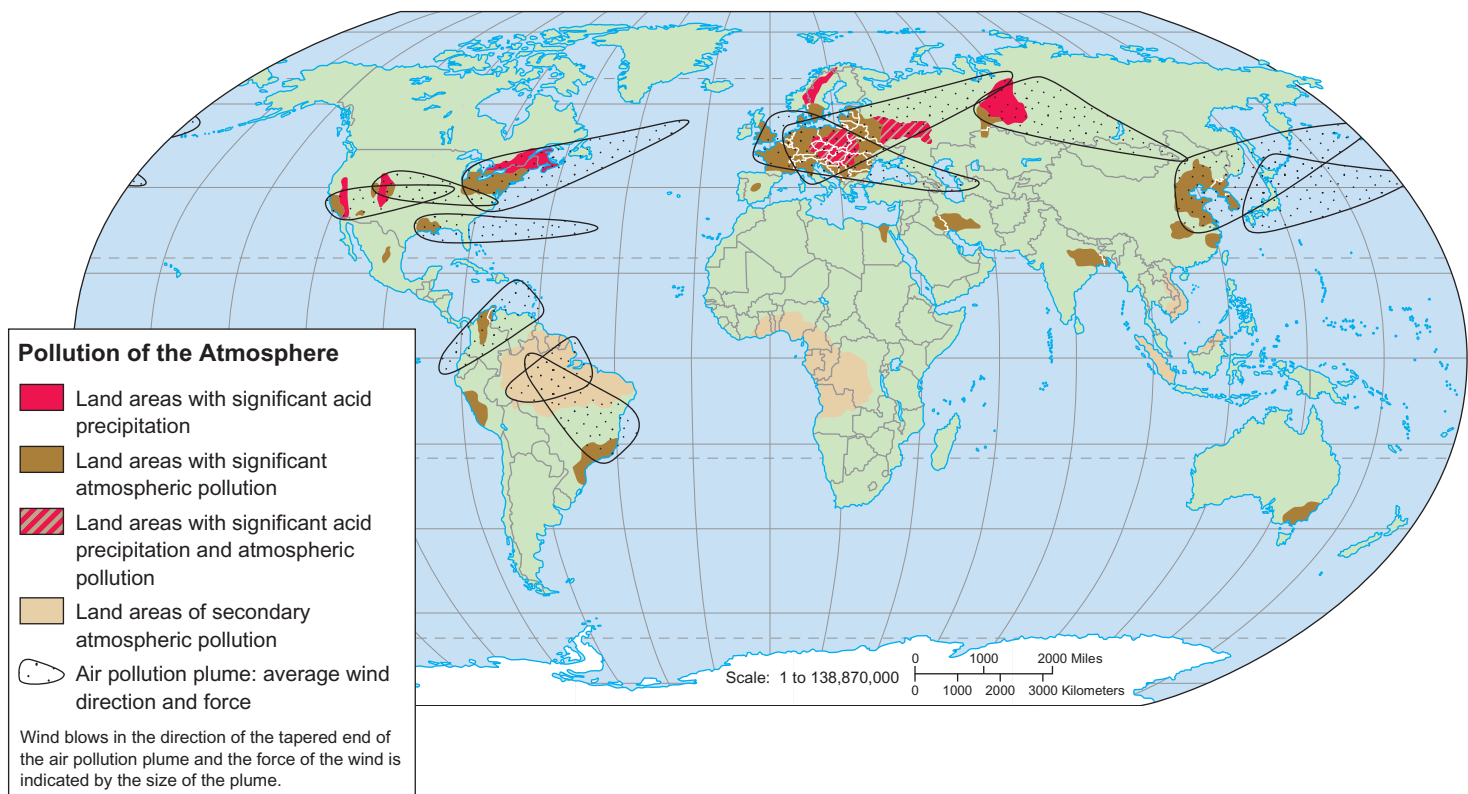 Pollution of the Atmosphere
Land areas with significant acid
precipitation
Land areas with significant
atmospheric pollution
Land areas with significant acid
precipitation and atmospheric
pollution
Land areas of secondary
atmospheric pollution
Air pollution plume: average wind
direction and force
Wind blows in the direction of the tapered end of
the air pollution plume and the force of the wind is
indicated by the size of the plume.
Scale: 1 to 138,870,000
0 1000 2000 Miles
0 1000 2000 3000 Kilometers